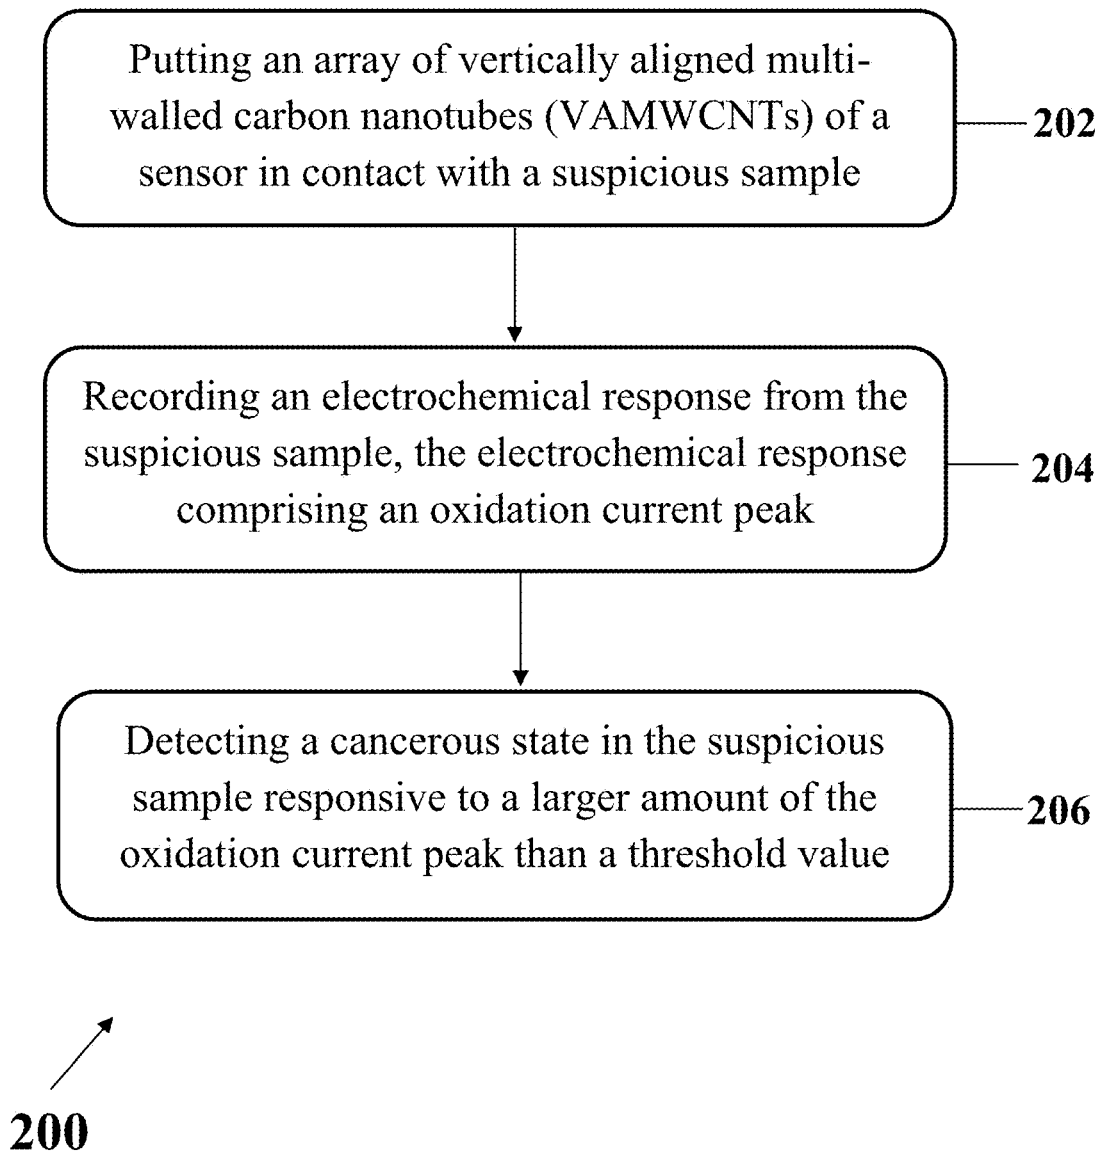 Putting an array of vertically aligned multi-
walled carbon nanotubes (VAMWCNTs) of a
sensor in contact with a suspicious sample
202
Recording an electrochemical response from the
suspicious sample, the electrochemical response
comprising an oxidation current peak
204
Detecting a cancerous state in the suspicious
sample responsive to a larger amount of the
oxidation current peak than a threshold value
206
200